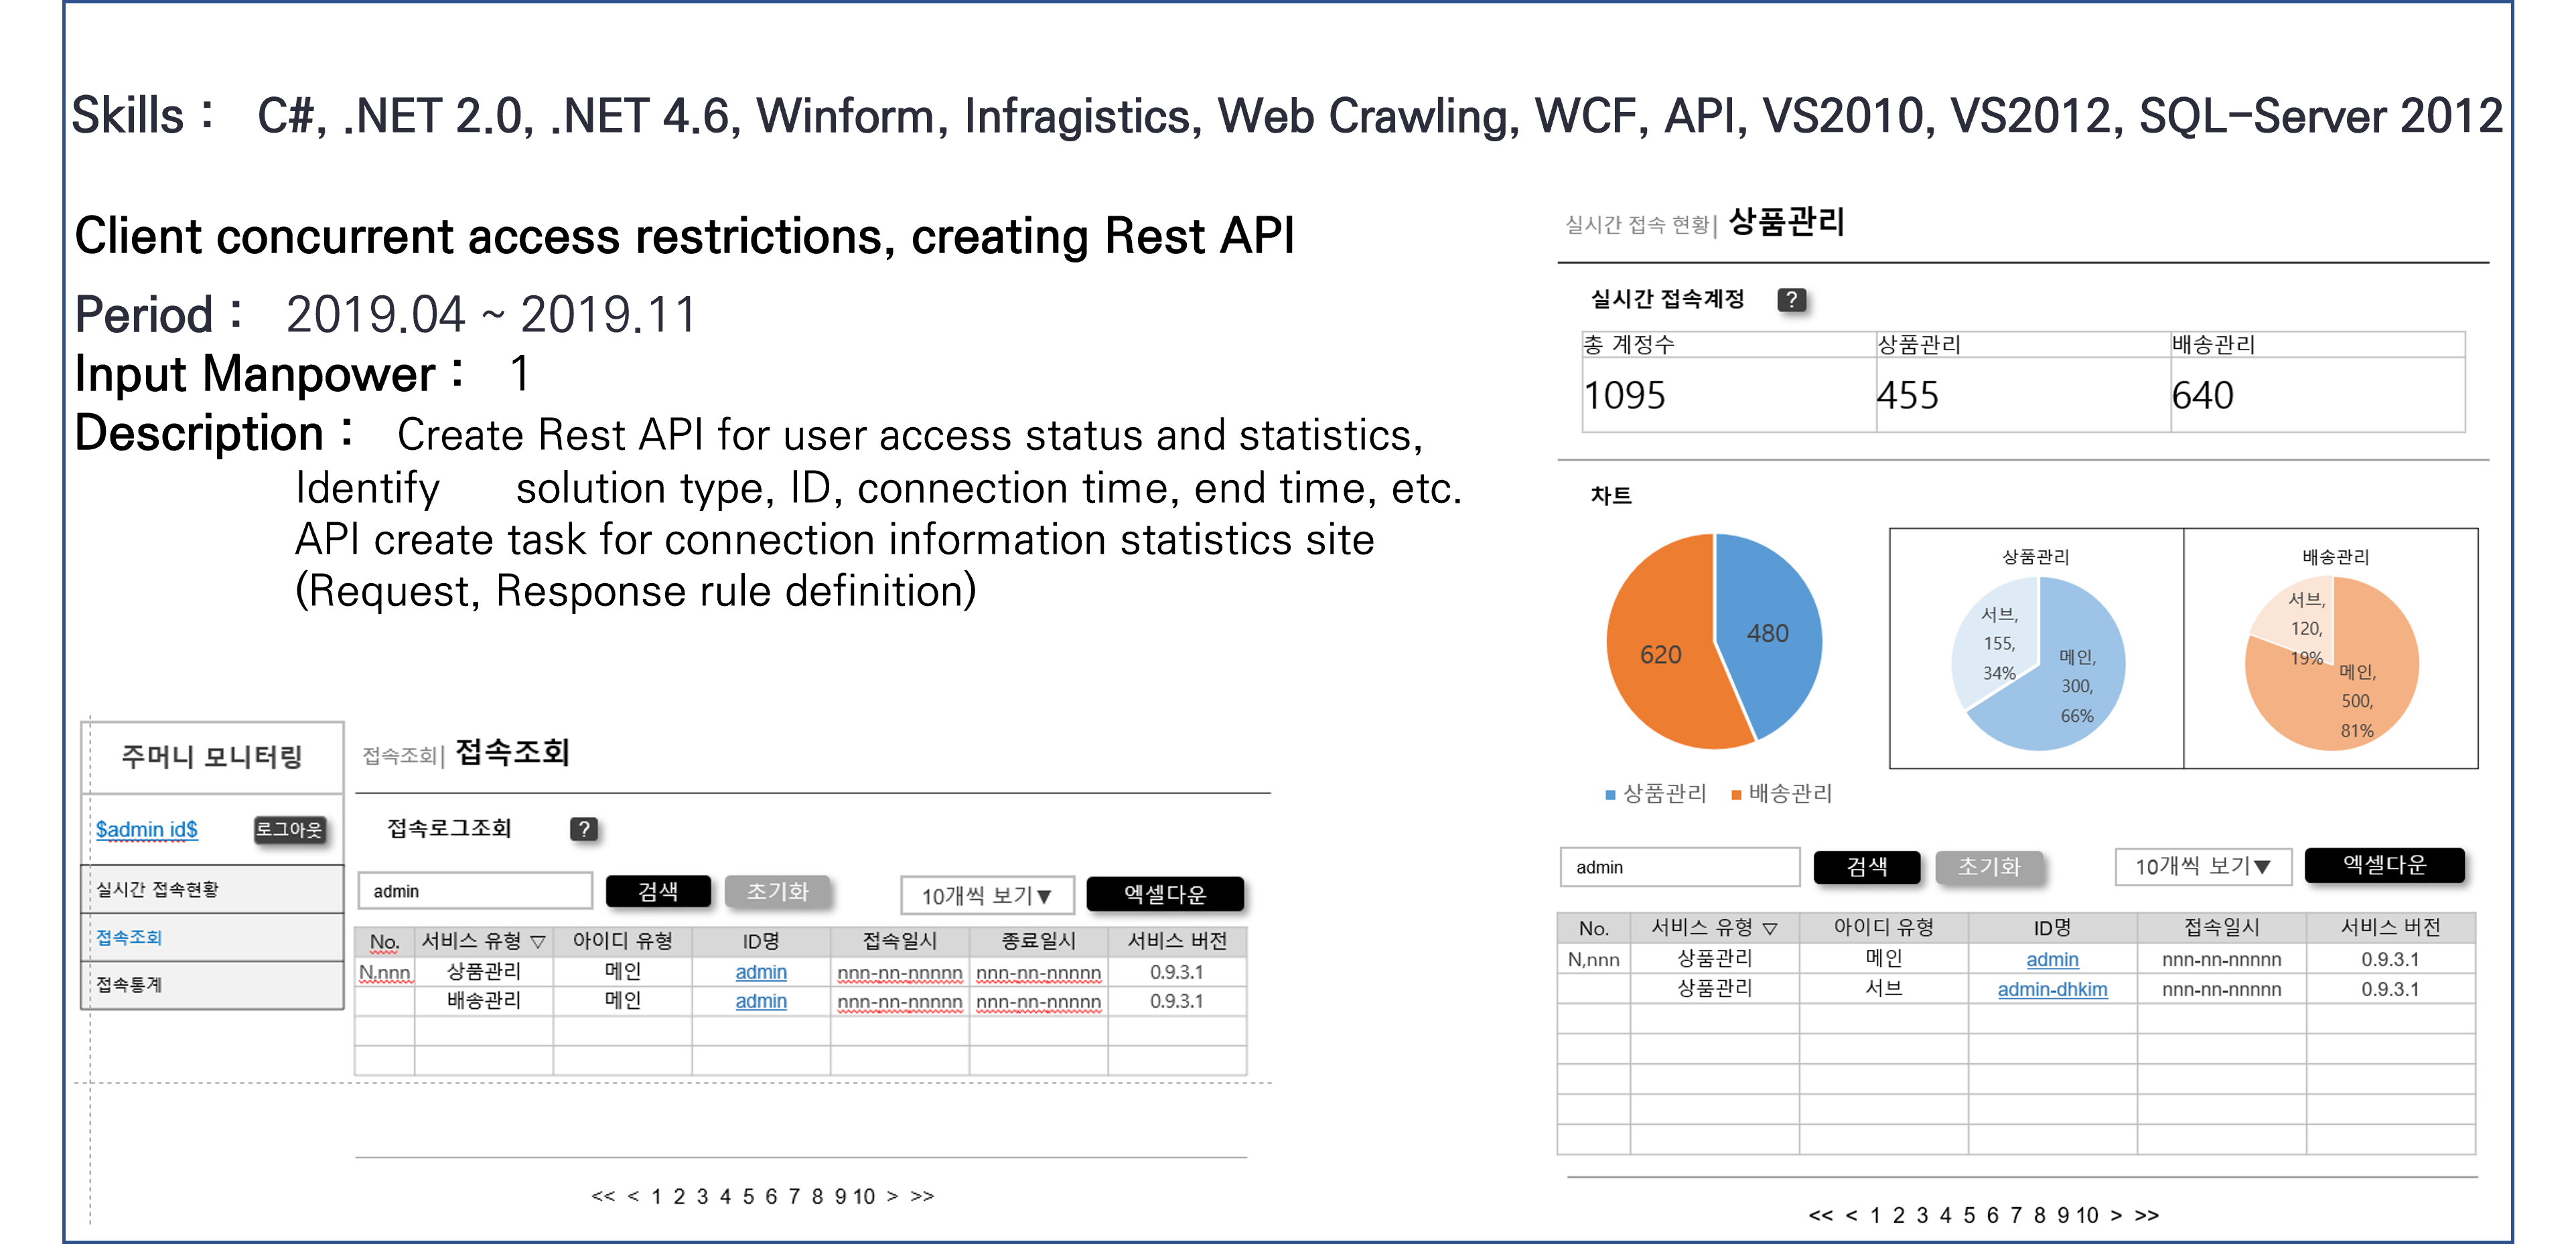 Skills : C#, .NET 2.0, .NET 4.6, Winform, Infragistics, Web Crawling, WCF, API, VS2010, VS2012, SQL-Server 2012
Client concurrent access restrictions, creating Rest API
Period : 2019.04 ~ 2019.11
Input Manpower : 1
Description : Create Rest API for user access status and statistics,
Identify solution type, ID, connection time, end time, etc.
API create task for connection information statistics site
(Request, Response rule definition)
주머니 모니터링
$admin id$ 로그아웃
실시간 접속현황
접속조회
접속통계
접속조회| 접속조회
접속로그조회 ?
admin 검색 초기화 10개씩 보기▼ 엑셀다운
No. 서비스 유형 ▽ 아이디 유형 ID명 접속일시 종료일시 서비스 버전
N,nnn 상품관리 메인 admin nnn-nn-nnnnn nnn-nn-nnnnn 0.9.3.1
배송관리 메인 admin nnn-nn-nnnnn nnn-nn-nnnnn 0.9.3.1
<< < 1 2 3 4 5 6 7 8 9 10 > >>
실시간 접속 현황| 상품관리
실시간 접속계정 ?
총 계정수 상품관리 배송관리
1095 455 640
차트
620 480
상품관리 배송관리
상품관리
서브,
155,
34%
메인,
300,
66%
배송관리
서브,
120,
19%
메인,
500,
81%
admin 검색 초기화 10개씩 보기▼ 엑셀다운
No. 서비스 유형 ▽ 아이디 유형 ID명 접속일시 서비스 버전
N,nnn 상품관리 메인 admin nnn-nn-nnnnn 0.9.3.1
상품관리 서브 admin-dhkim nnn-nn-nnnnn 0.9.3.1
<< < 1 2 3 4 5 6 7 8 9 10 > >>